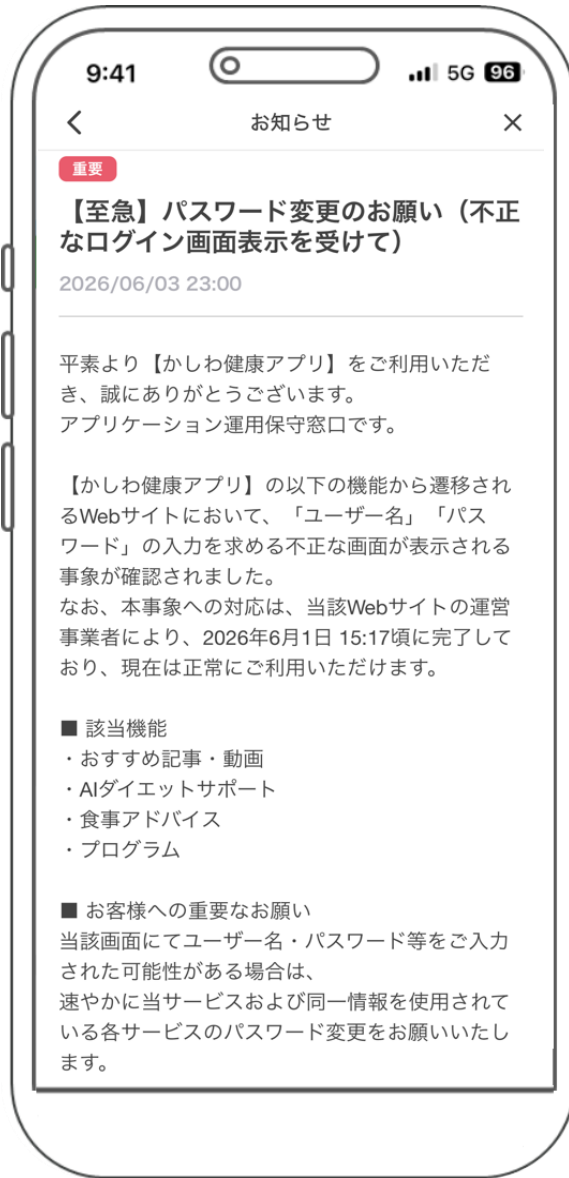 9:41 5G 96
お知らせ
重要
【至急】パスワード変更のお願い（不正
なログイン画面表示を受けて）
2026/06/03 23:00
平素より【かしわ健康アプリ】をご利用いただ
き、誠にありがとうございます。
アプリケーション運用保守窓口です。
【かしわ健康アプリ】の以下の機能から遷移され
るWebサイトにおいて、「ユーザー名」「パス
ワード」の入力を求める不正な画面が表示される
事象が確認されました。
なお、本事象への対応は、当該Webサイトの運営
事業者により、2026年6月1日 15:17頃に完了して
おり、現在は正常にご利用いただけます。
■ 該当機能
・おすすめ記事・動画
・AIダイエットサポート
・食事アドバイス
・プログラム
■ お客様への重要なお願い
当該画面にてユーザー名・パスワード等をご入力
された可能性がある場合は、
速やかに当サービスおよび同一情報を使用されて
いる各サービスのパスワード変更をお願いいたし
ます。